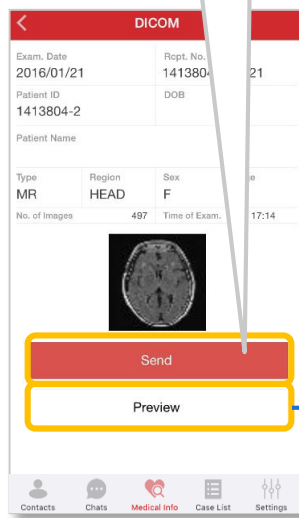 DICOM
Exam. Date Rcpt. No.
2016/01/21 141380 21
Patient ID DOB
1413804-2
Patient Name
Type Region Sex
MR HEAD F
No. of Images 497 Time of Exam. 17:14
Send
Preview
Contacts Chats Medical Info Case List Settings